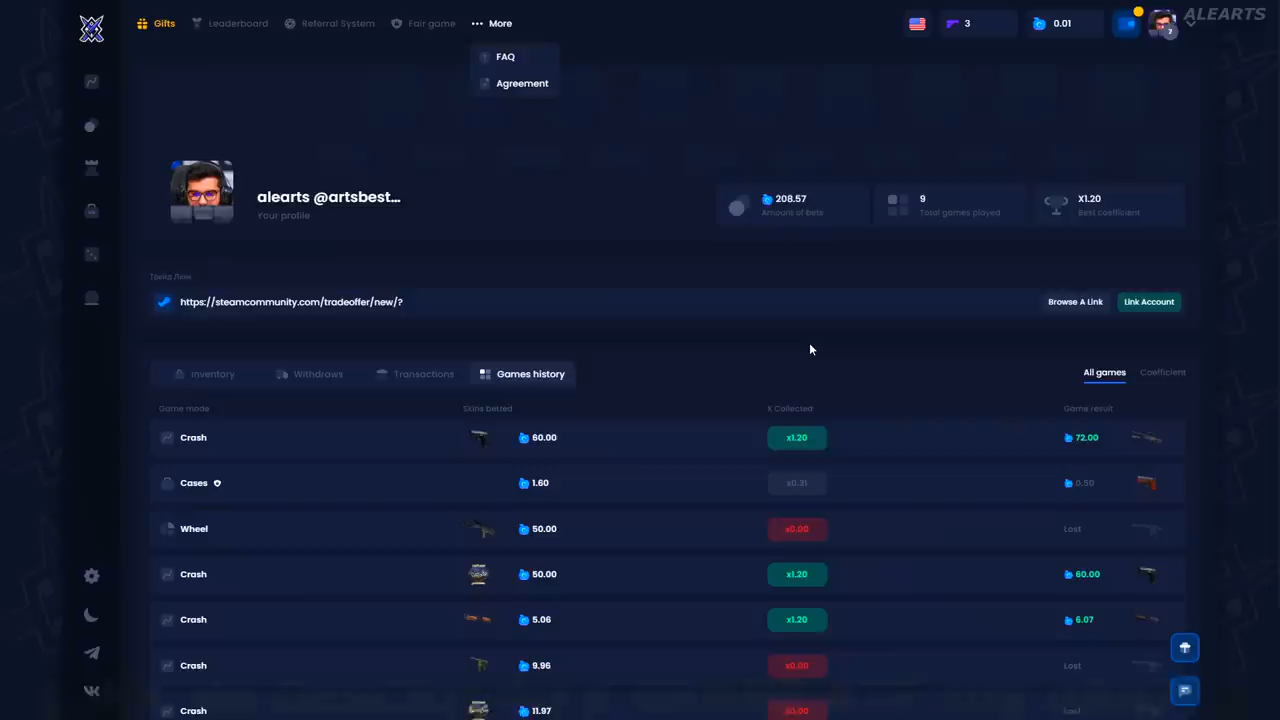 Gifts Leaderboard Referral System Fair game More 3 0.01 ALEARTS
7
FAQ
Agreement
alearts @artsbest...
Your profile
208.57
Amount of bets
9
Total games played
X1.20
Best coefficient
Трейд Линк
https://steamcommunity.com/tradeoffer/new/? Browse A Link Link Account
Inventory Withdraws Transactions Games history All games Coefficient
Game mode Skins betted X Collected Game result
Crash 60.00 x1.20 72.00
Cases 1.60 x0.31 0.50
Wheel 50.00 x0.00 Lost
Crash 50.00 x1.20 60.00
Crash 5.06 x1.20 6.07
Crash 9.96 x0.00 Lost
Crash 11.97 x0.00 Lost